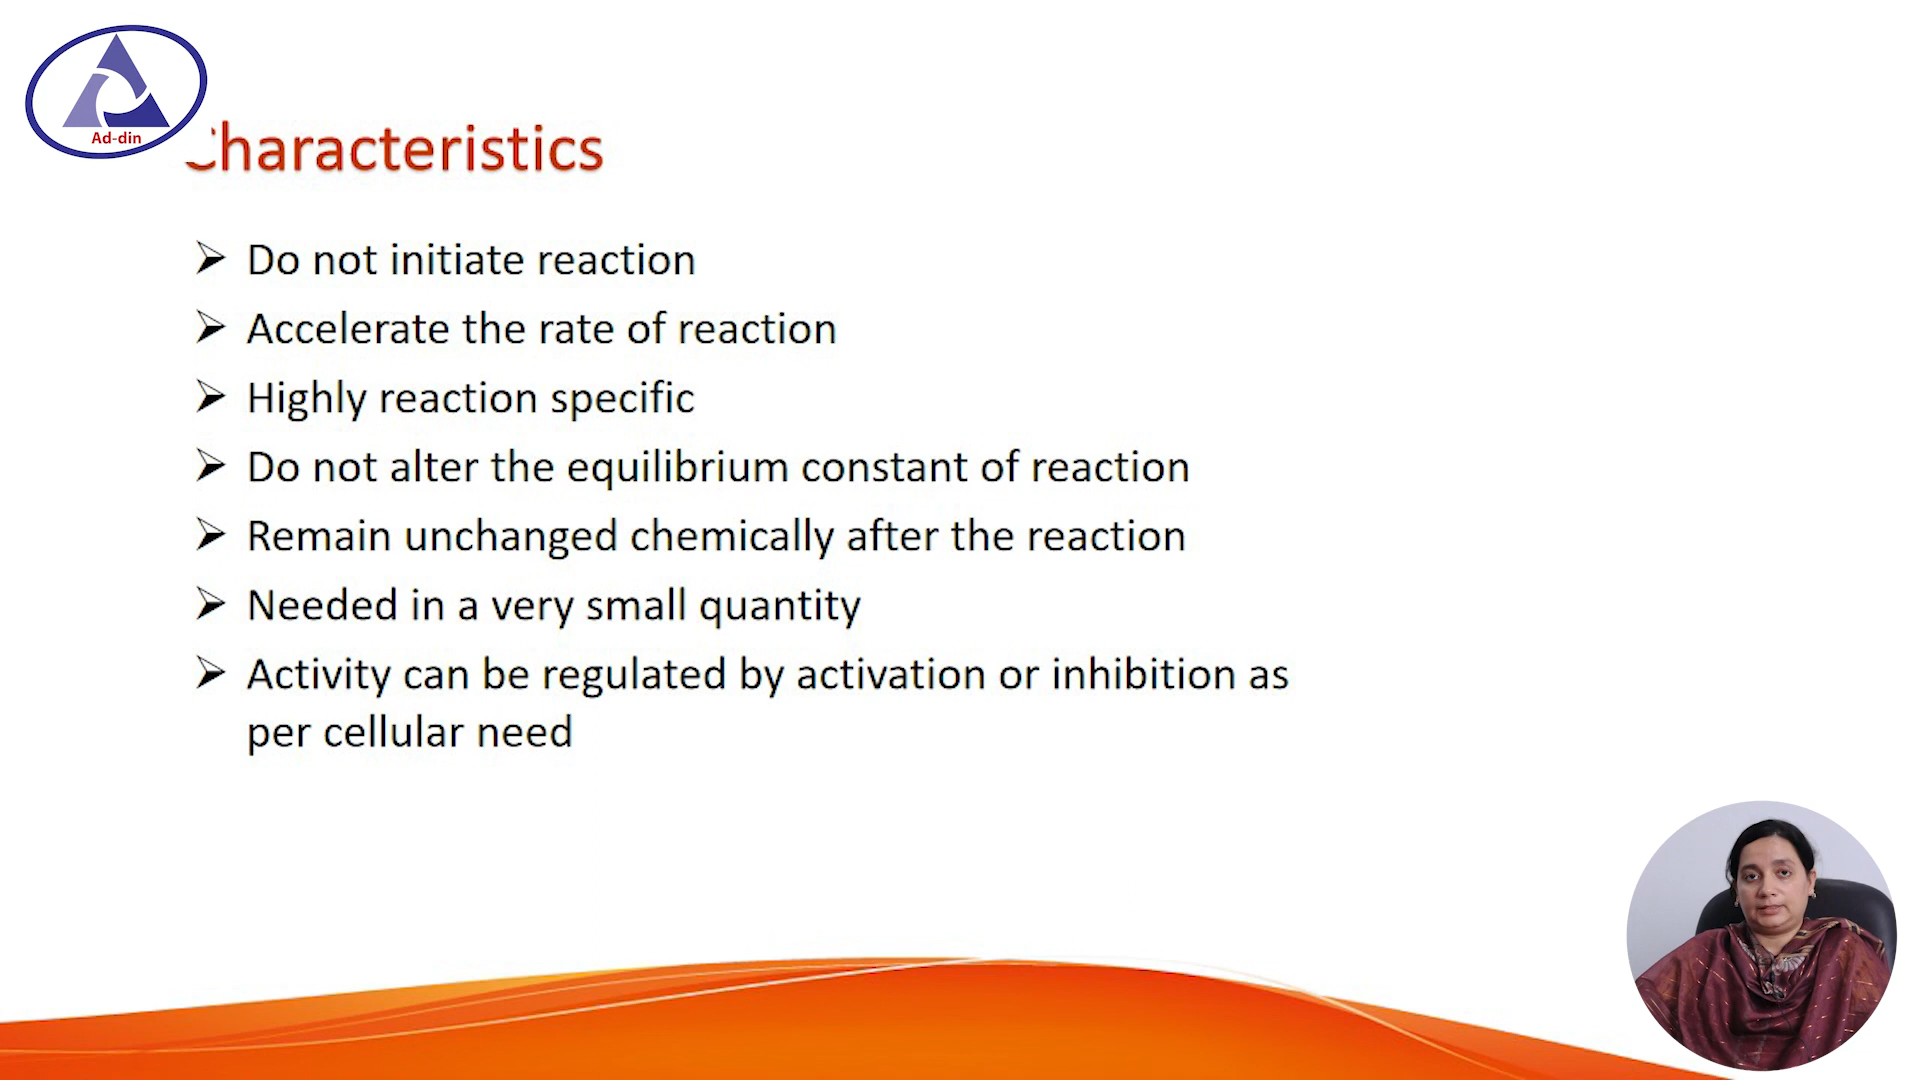 Ad-din
Characteristics
Do not initiate reaction
Accelerate the rate of reaction
Highly reaction specific
Do not alter the equilibrium constant of reaction
Remain unchanged chemically after the reaction
Needed in a very small quantity
Activity can be regulated by activation or inhibition as
per cellular need